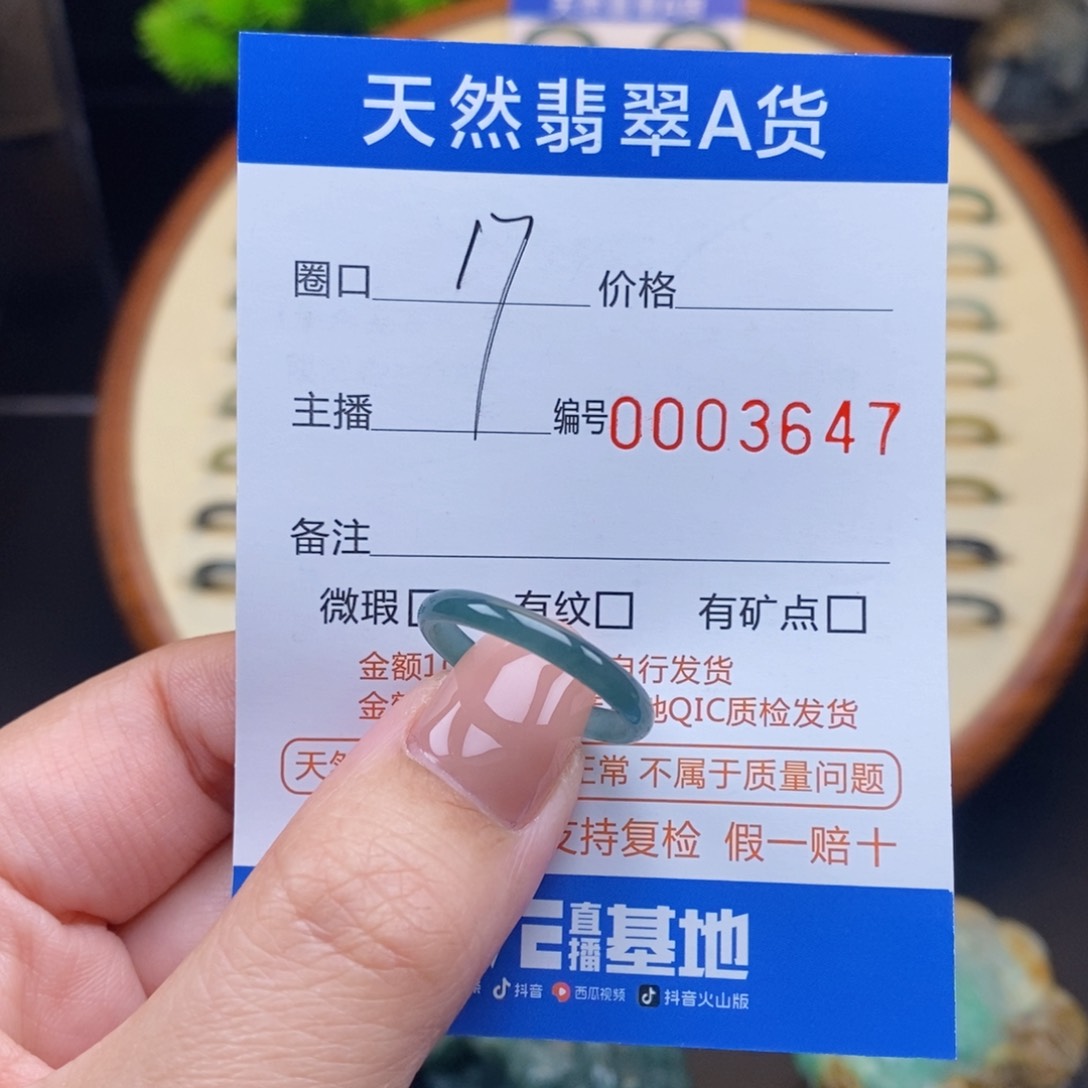 天然翡翠A货
圈口 17 价格
主播 编号0003647
备注
微瑕 有纹 有矿点
金额1 自行发货
地QIC质检发货
正常 不属于质量问题
支持复检 假一赔十
直播基地
抖音 西瓜视频 抖音火山版